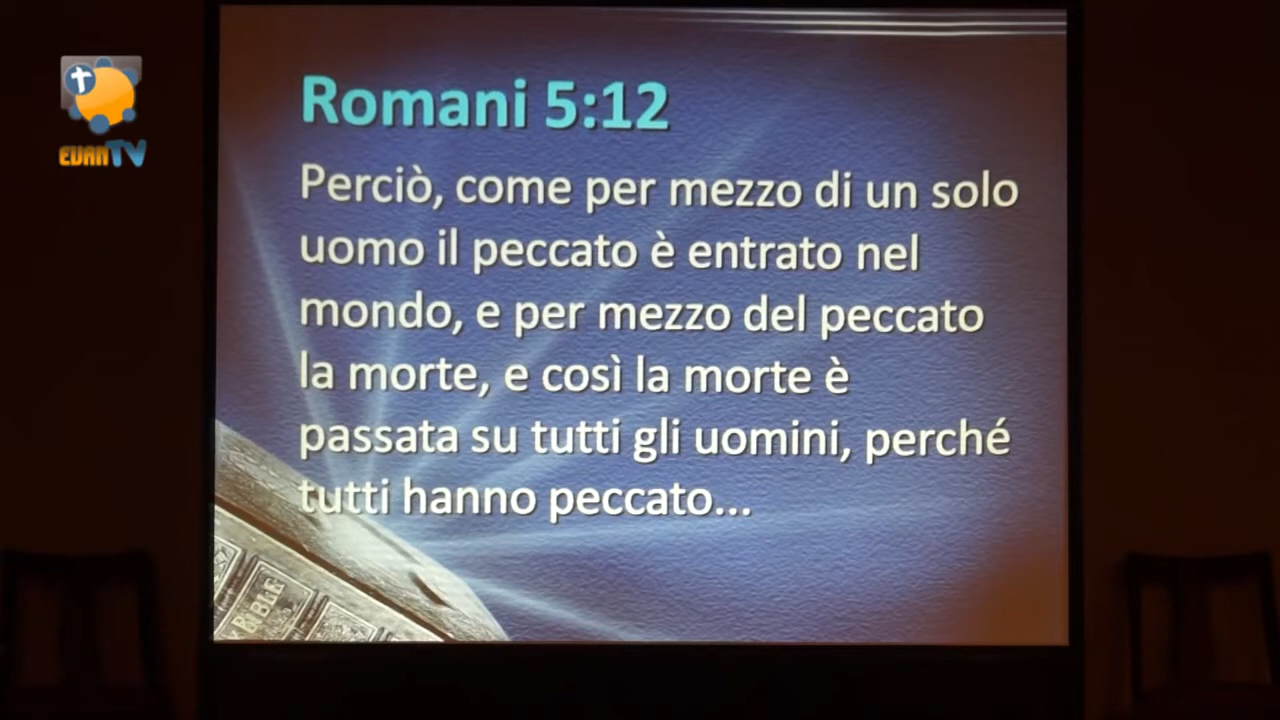 EVANTV
Romani 5:12
Perciò, come per mezzo di un solo
uomo il peccato è entrato nel
mondo, e per mezzo del peccato
la morte, e così la morte è
passata su tutti gli uomini, perché
tutti hanno peccato...
BIBLE